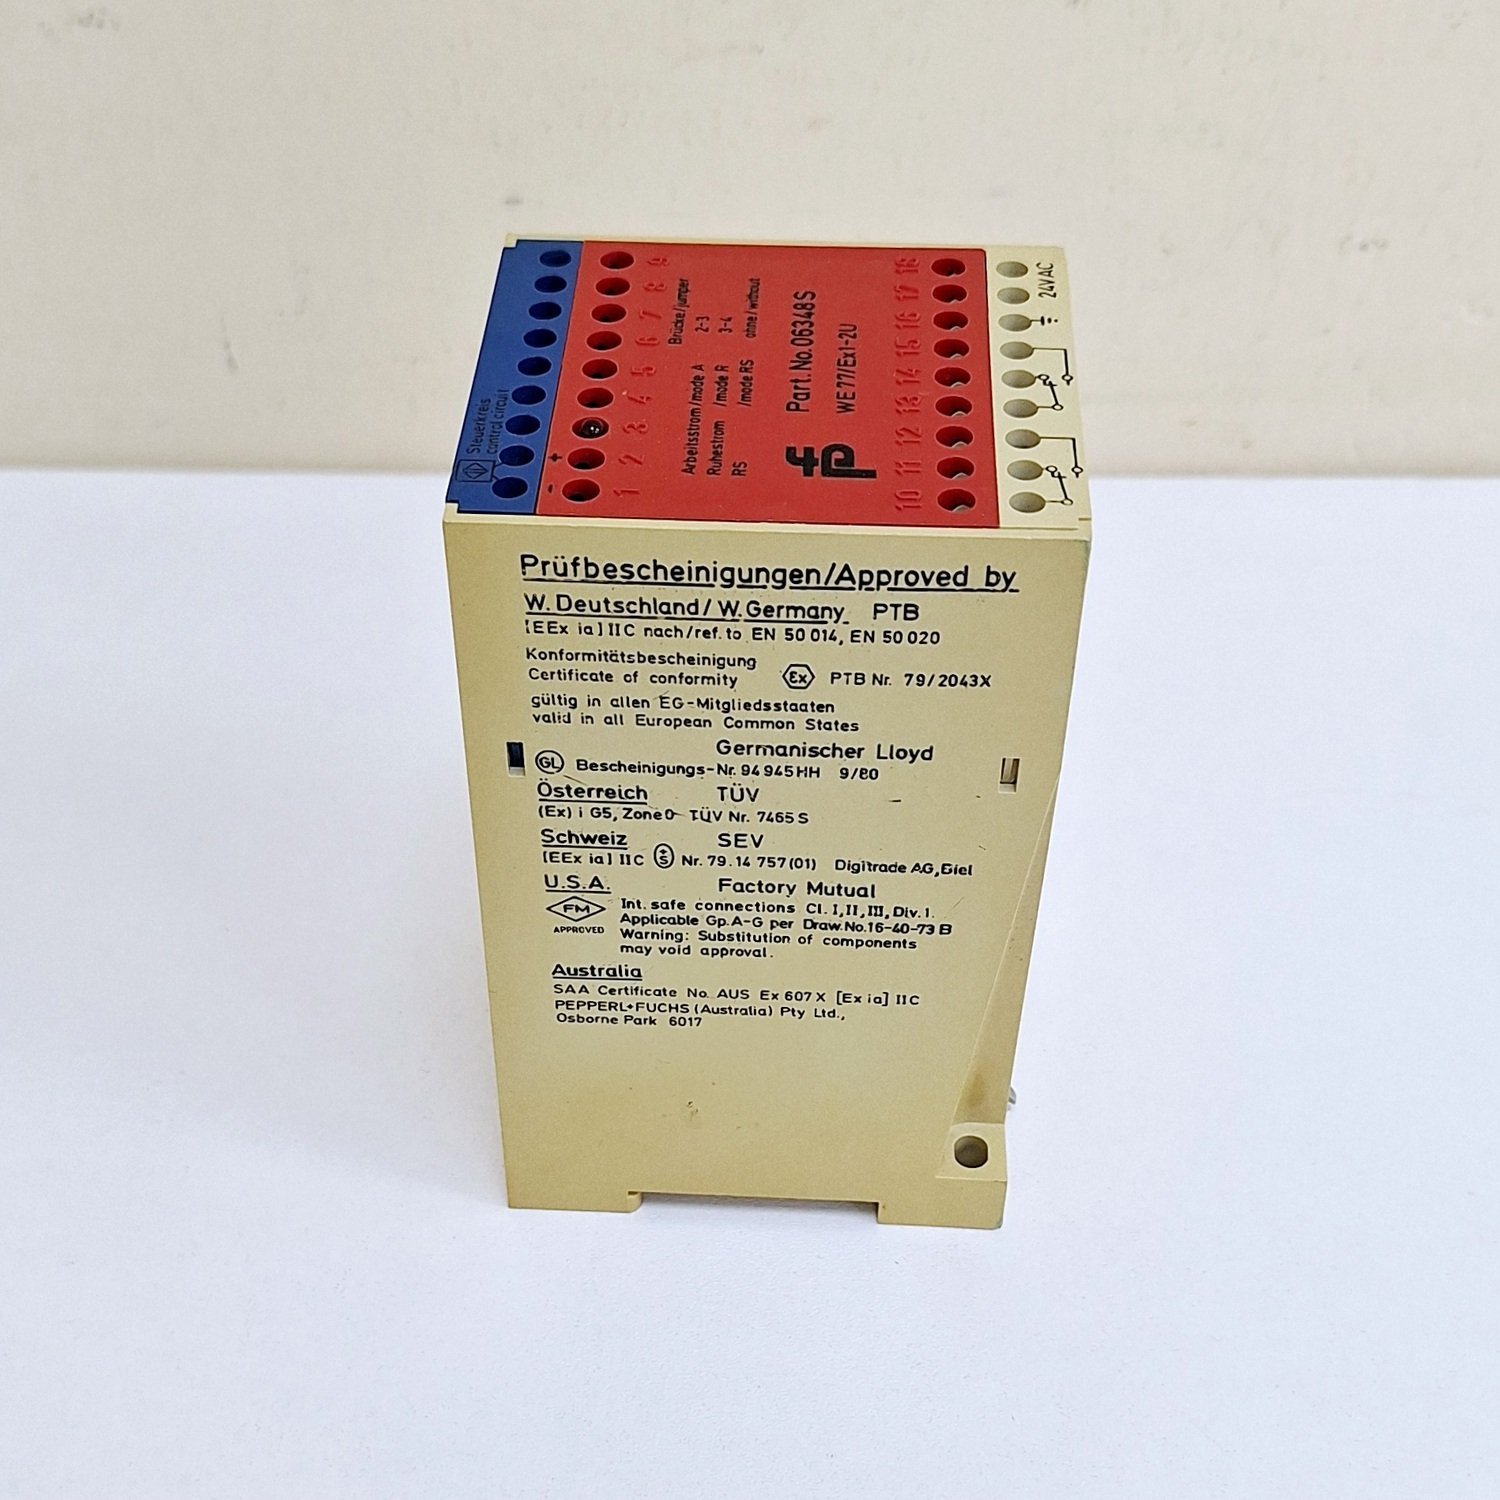 Steuerkreis
control circuit
- +
1 2 3 4 5 6 7 8 9
Brücke/jumper
Arbeitsstrom/mode A 2-3
Ruhestrom /mode R 3-4
RS /mode RS ohne/without
Part.No.06348S
WE77/Ex1-2U
10 11 12 13 14 15 16 17 18
24V AC
Prüfbescheinigungen/Approved by
W. Deutschland/W.Germany PTB
[EEx ia] IIC nach/ref. to EN 50 014, EN 50 020
Konformitätsbescheinigung
Certificate of conformity Ex PTB Nr. 79/2043X
gültig in allen EG-Mitgliedsstaaten
valid in all European Common States
Germanischer Lloyd
GL Bescheinigungs-Nr. 94 945 HH 9/80
Österreich TÜV
(Ex) i G5, Zone 0 TÜV Nr. 7465 S
Schweiz SEV
[EEx ia] IIC S Nr. 79.14 757 (01) Digitrade AG, Biel
U.S.A. Factory Mutual
FM Int. safe connections Cl. I, II, III, Div. 1.
Applicable Gp. A-G per Draw.No.16-40-73 B
APPROVED Warning: Substitution of components
may void approval.
Australia
SAA Certificate No. AUS Ex 607 X [Ex ia] IIC
PEPPERL+FUCHS (Australia) Pty Ltd.,
Osborne Park 6017